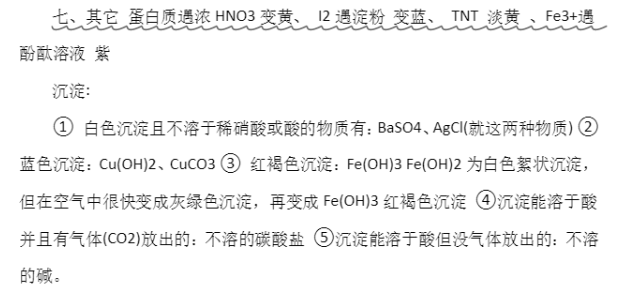 七、其它 蛋白质遇浓 HNO3 变黄、 I2 遇淀粉 变蓝、 TNT 淡黄 、Fe3+遇
酚酞溶液 紫
沉淀:
① 白色沉淀且不溶于稀硝酸或酸的物质有: BaSO4、AgCl(就这两种物质) ②
蓝色沉淀: Cu(OH)2、CuCO3 ③ 红褐色沉淀: Fe(OH)3 Fe(OH)2 为白色絮状沉淀,
但在空气中很快变成灰绿色沉淀，再变成 Fe(OH)3 红褐色沉淀 ④沉淀能溶于酸
并且有气体(CO2)放出的: 不溶的碳酸盐 ⑤沉淀能溶于酸但没气体放出的: 不溶
的碱。